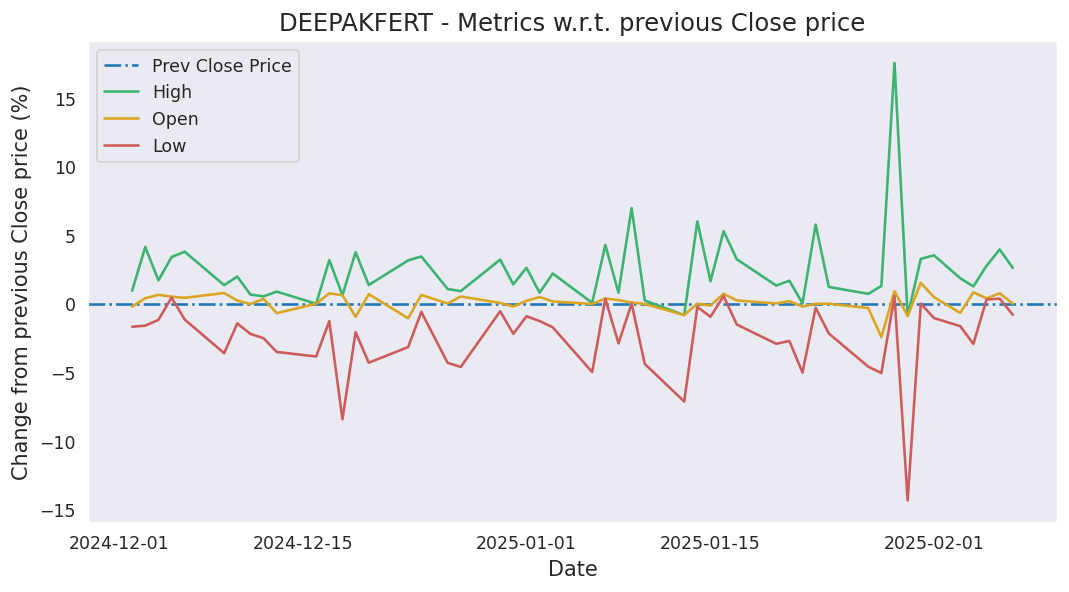 DEEPAKFERT - Metrics w.r.t. previous Close price
Prev Close Price
High
Open
Low
Change from previous Close price (%)
15
10
5
0
−5
−10
−15
2024-12-01
2024-12-15
2025-01-01
2025-01-15
2025-02-01
Date